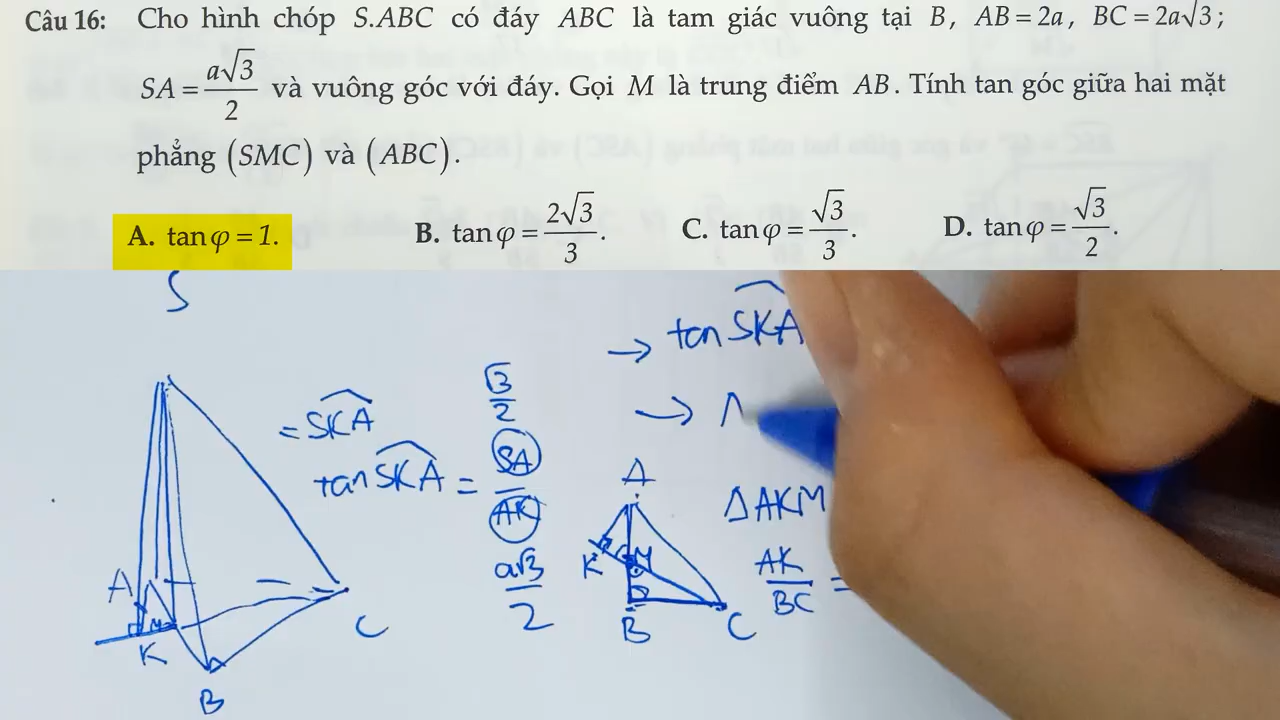 Câu 16: Cho hình chóp S.ABC có đáy ABC là tam giác vuông tại B, AB = 2a, BC = 2a√3;
SA = a√3/2 và vuông góc với đáy. Gọi M là trung điểm AB. Tính tan góc giữa hai mặt
phẳng (SMC) và (ABC).
A. tanφ = 1. B. tanφ = 2√3/3. C. tanφ = √3/3. D. tanφ = √3/2.
S
→ tan SKA
→
= SKA
√3/2
tan SKA = SA/AK
a√3/2
A
K
M
B
C
A
K
M
B
C
ΔAKM
AK/BC =